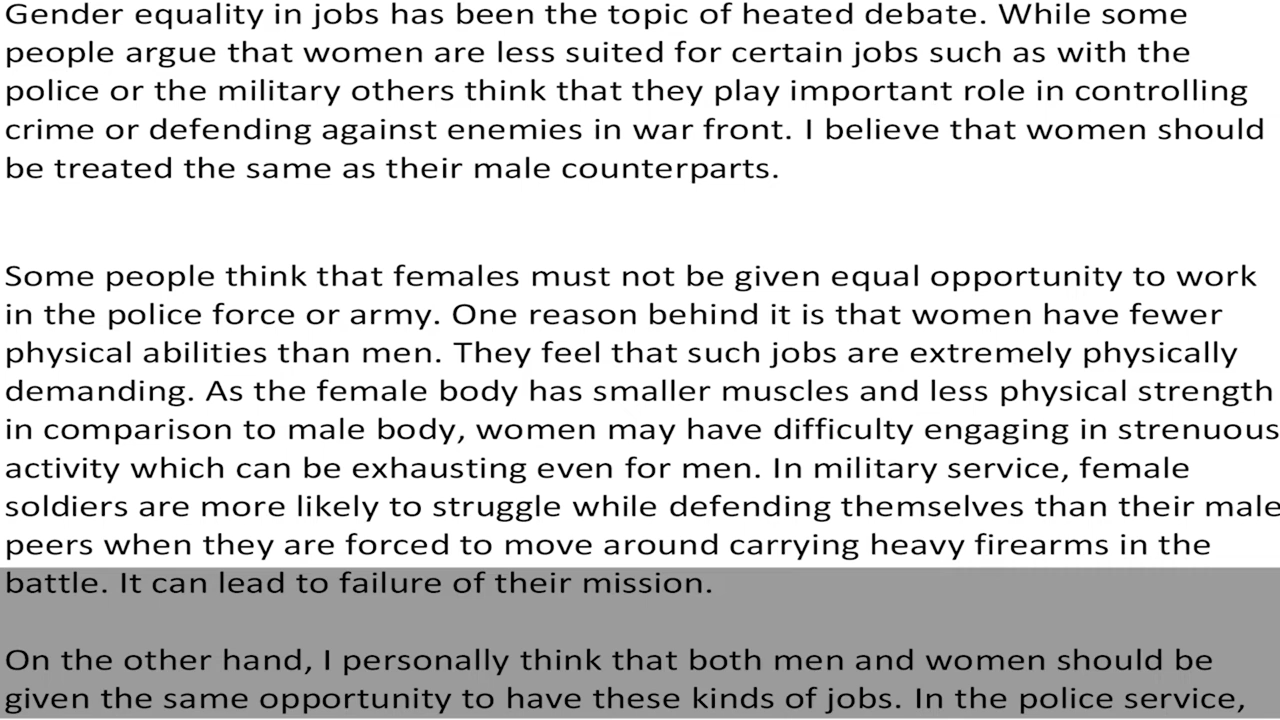 Gender equality in jobs has been the topic of heated debate. While some
people argue that women are less suited for certain jobs such as with the
police or the military others think that they play important role in controlling
crime or defending against enemies in war front. I believe that women should
be treated the same as their male counterparts.
Some people think that females must not be given equal opportunity to work
in the police force or army. One reason behind it is that women have fewer
physical abilities than men. They feel that such jobs are extremely physically
demanding. As the female body has smaller muscles and less physical strength
in comparison to male body, women may have difficulty engaging in strenuous
activity which can be exhausting even for men. In military service, female
soldiers are more likely to struggle while defending themselves than their male
peers when they are forced to move around carrying heavy firearms in the
battle. It can lead to failure of their mission.
On the other hand, I personally think that both men and women should be
given the same opportunity to have these kinds of jobs. In the police service,